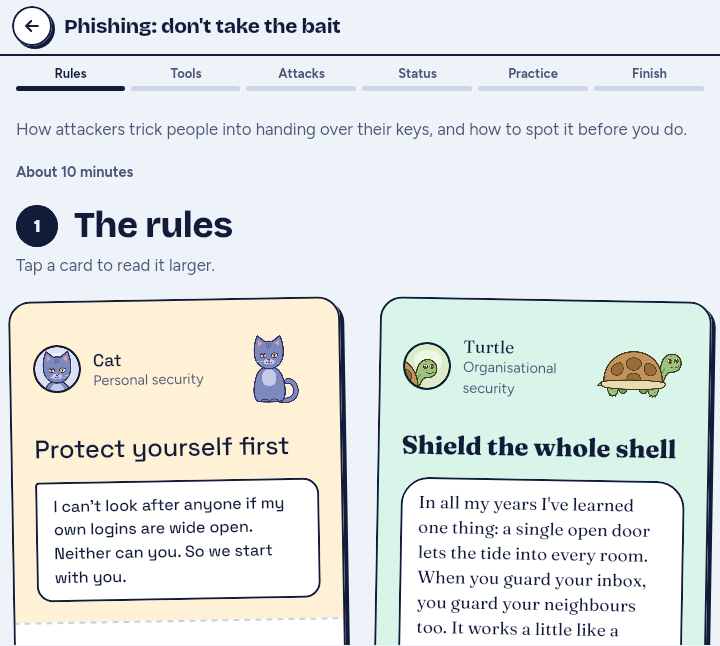 Phishing: don't take the bait
Rules Tools Attacks Status Practice Finish
How attackers trick people into handing over their keys, and how to spot it before you do.
About 10 minutes
1 The rules
Tap a card to read it larger.
Cat
Personal security
Protect yourself first
I can't look after anyone if my
own logins are wide open.
Neither can you. So we start
with you.
Turtle
Organisational
security
Shield the whole shell
In all my years I've learned
one thing: a single open door
lets the tide into every room.
When you guard your inbox,
you guard your neighbours
too. It works a little like a